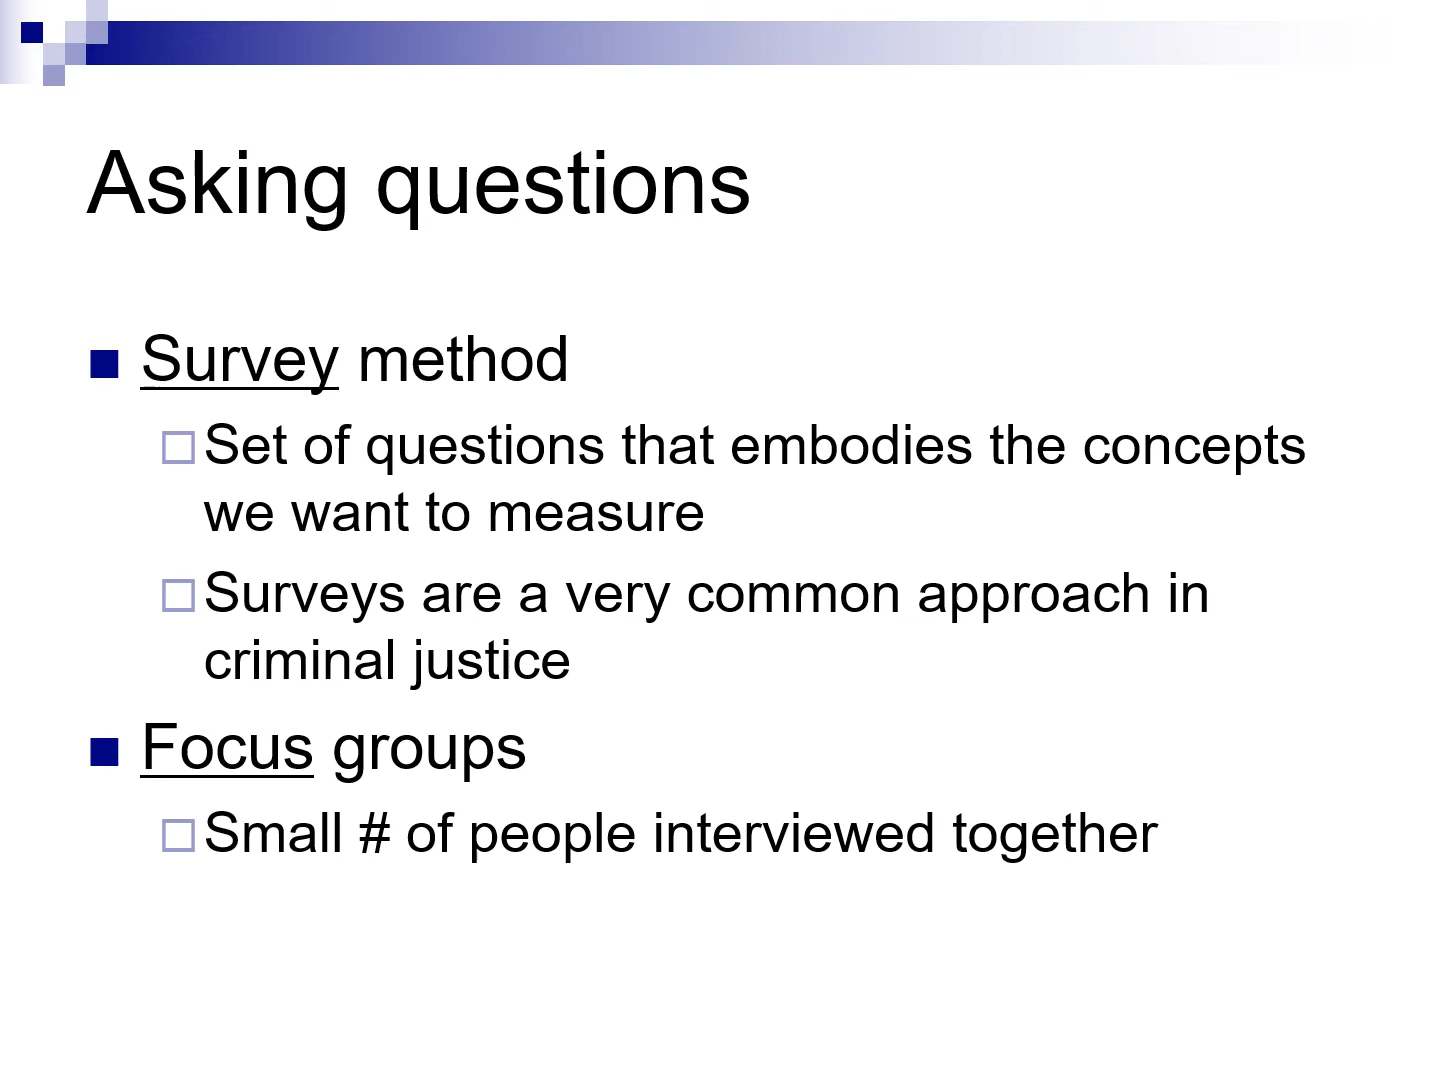 Asking questions
Survey method
Set of questions that embodies the concepts
we want to measure
Surveys are a very common approach in
criminal justice
Focus groups
Small # of people interviewed together